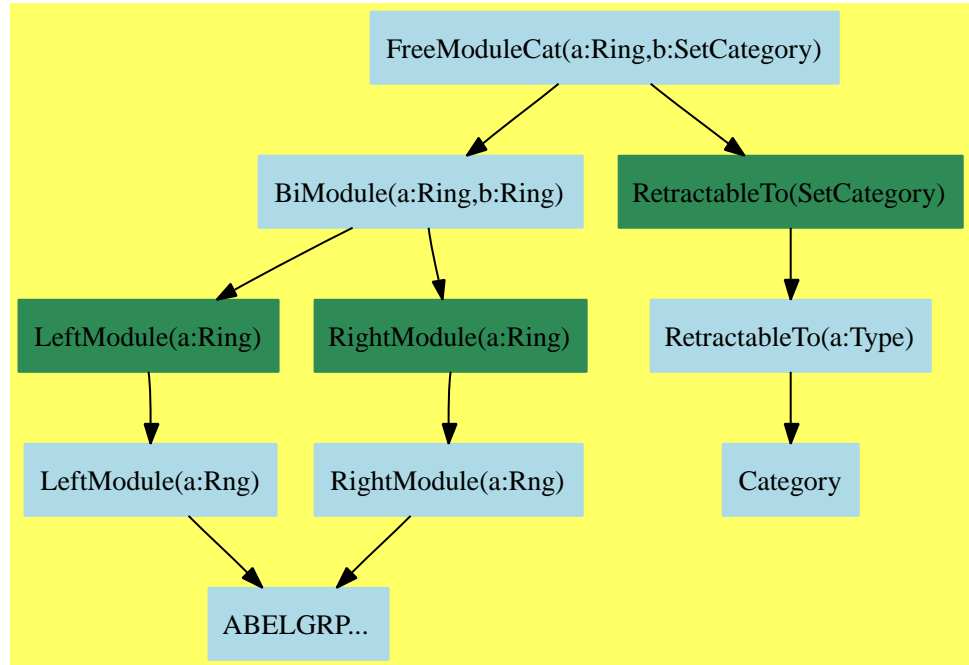 FreeModuleCat(a:Ring,b:SetCategory)
BiModule(a:Ring,b:Ring)
RetractableTo(SetCategory)
LeftModule(a:Ring)
RightModule(a:Ring)
RetractableTo(a:Type)
LeftModule(a:Rng)
RightModule(a:Rng)
Category
ABELGRP...